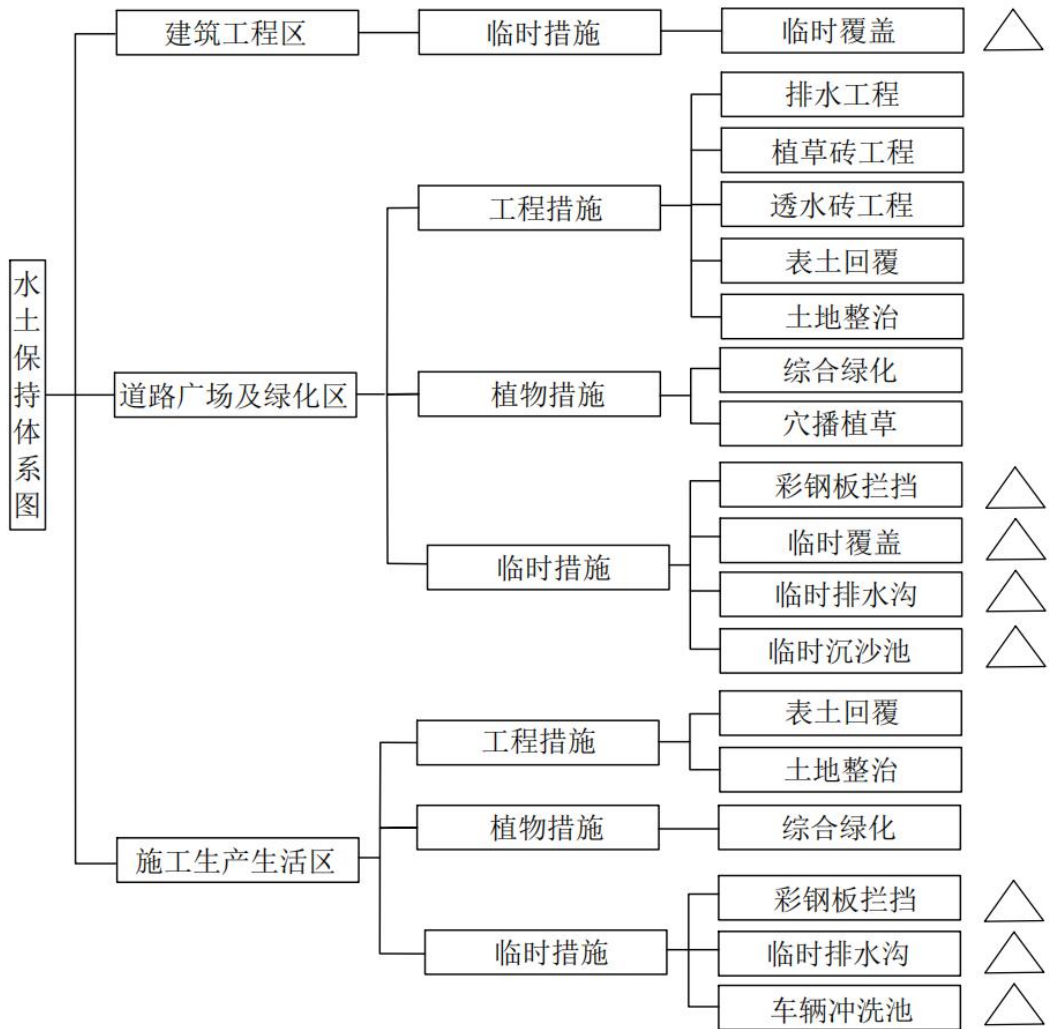 水土保持体系图
建筑工程区
临时措施
临时覆盖
道路广场及绿化区
工程措施
排水工程
植草砖工程
透水砖工程
表土回覆
土地整治
植物措施
综合绿化
穴播植草
临时措施
彩钢板拦挡
临时覆盖
临时排水沟
临时沉沙池
施工生产生活区
工程措施
表土回覆
土地整治
植物措施
综合绿化
临时措施
彩钢板拦挡
临时排水沟
车辆冲洗池